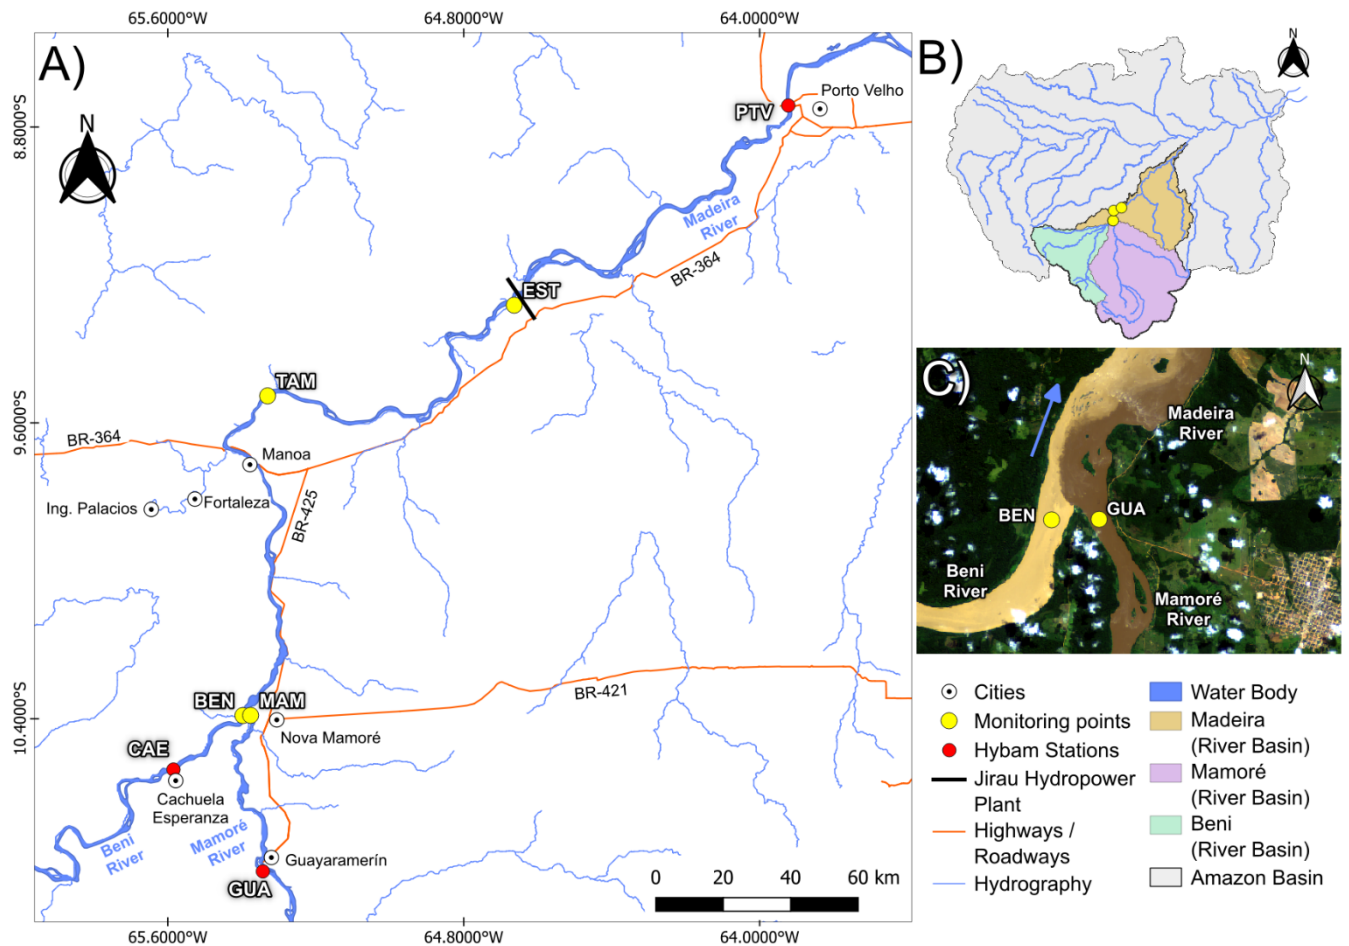 65.6000°W
64.8000°W
64.0000°W
A)
N
8.8000°S
9.6000°S
10.4000°S
PTV
Porto Velho
Madeira
River
BR-364
EST
TAM
BR-364
Manoa
Fortaleza
Ing. Palacios
BR-425
BR-421
BEN
MAM
Nova Mamoré
CAE
Cachuela
Esperanza
Beni
River
Mamoré
River
Guayaramerín
GUA
0
20
40
60 km
65.6000°W
64.8000°W
64.0000°W
B)
N
C)
N
Madeira
River
BEN
GUA
Beni
River
Mamoré
River
Cities
Monitoring points
Hybam Stations
Jirau Hydropower
Plant
Highways /
Roadways
Hydrography
Water Body
Madeira
(River Basin)
Mamoré
(River Basin)
Beni
(River Basin)
Amazon Basin